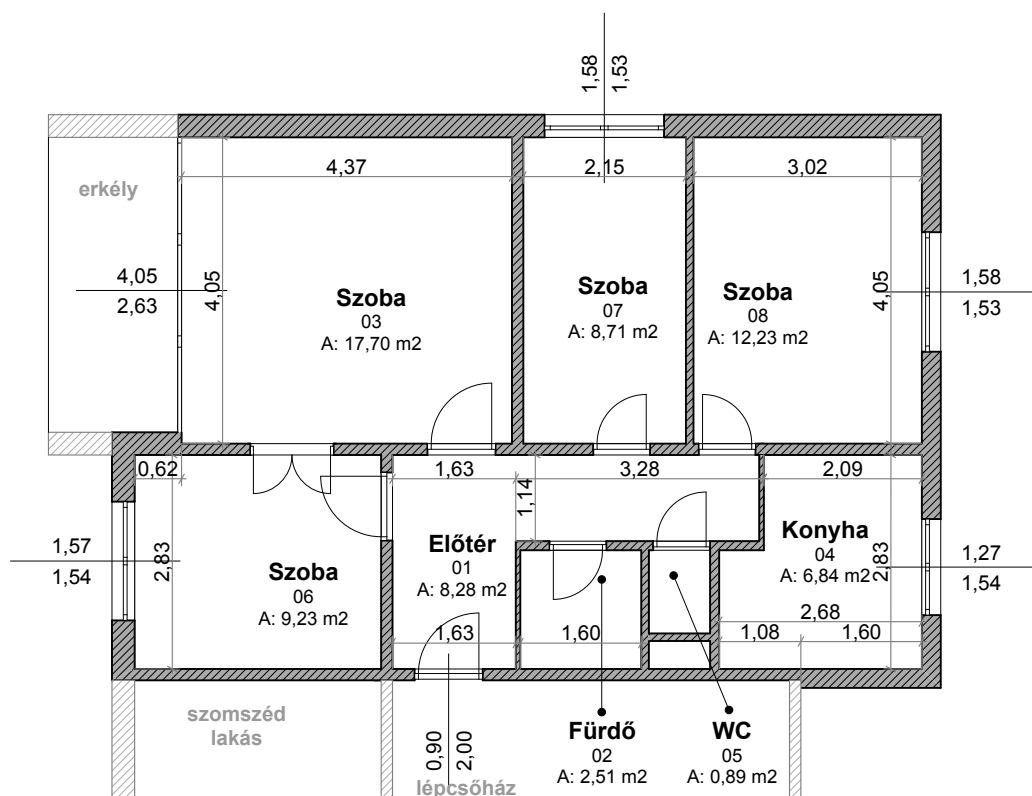 1,58
1,53
4,37
2,15
3,02
erkély
4,05
2,63
4,05
Szoba
03
A: 17,70 m2
Szoba
07
A: 8,71 m2
Szoba
08
A: 12,23 m2
4,05
1,58
1,53
0,62
1,63
1,14
3,28
2,09
1,57
1,54
2,83
Szoba
06
A: 9,23 m2
Előtér
01
A: 8,28 m2
Konyha
04
A: 6,84 m2
2,83
1,27
1,54
2,68
1,63
1,60
1,08
1,60
szomszéd
lakás
0,90
2,00
lépcsőház
Fürdő
02
A: 2,51 m2
WC
05
A: 0,89 m2